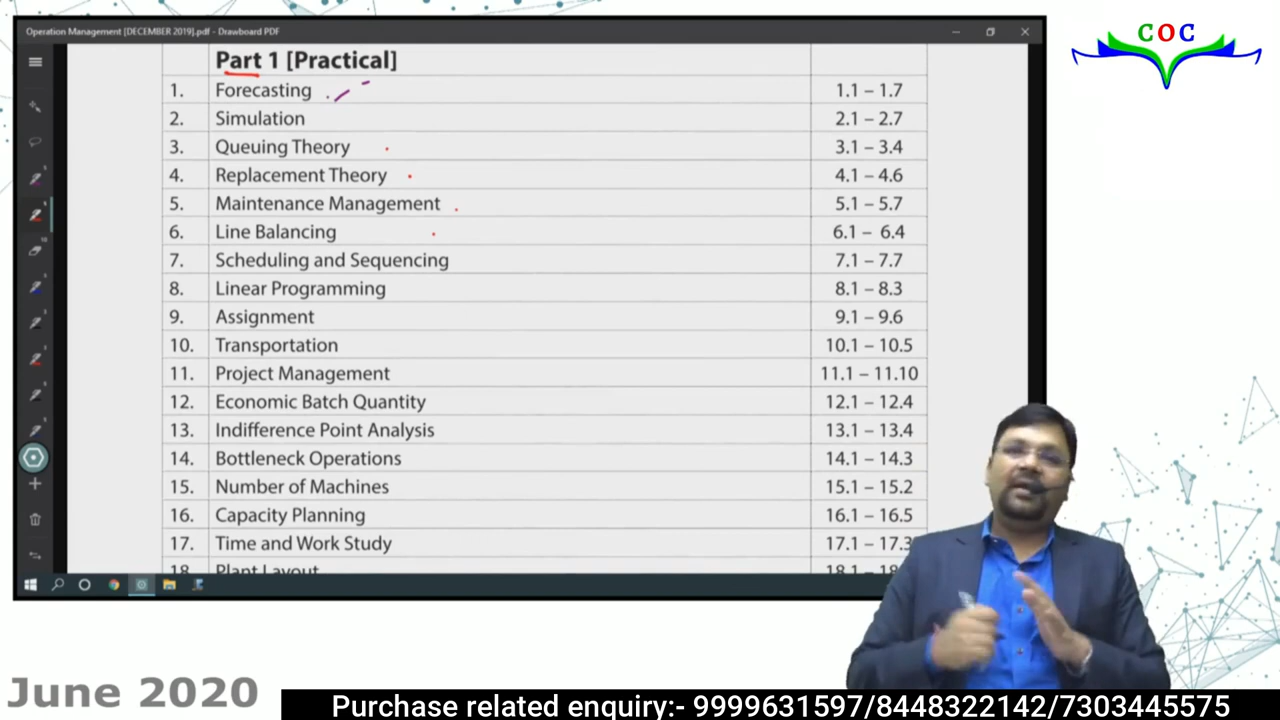 Operation Management [DECEMBER 2019].pdf - Drawboard PDF
COC
Part 1 [Practical]
1. Forecasting 1.1 – 1.7
2. Simulation 2.1 – 2.7
3. Queuing Theory 3.1 – 3.4
4. Replacement Theory 4.1 – 4.6
5. Maintenance Management 5.1 – 5.7
6. Line Balancing 6.1 – 6.4
7. Scheduling and Sequencing 7.1 – 7.7
8. Linear Programming 8.1 – 8.3
9. Assignment 9.1 – 9.6
10. Transportation 10.1 – 10.5
11. Project Management 11.1 – 11.10
12. Economic Batch Quantity 12.1 – 12.4
13. Indifference Point Analysis 13.1 – 13.4
14. Bottleneck Operations 14.1 – 14.3
15. Number of Machines 15.1 – 15.2
16. Capacity Planning 16.1 – 16.5
17. Time and Work Study 17.1 – 17.3
18. Plant Layout 18.1 – 
June 2020
Purchase related enquiry:- 9999631597/8448322142/7303445575